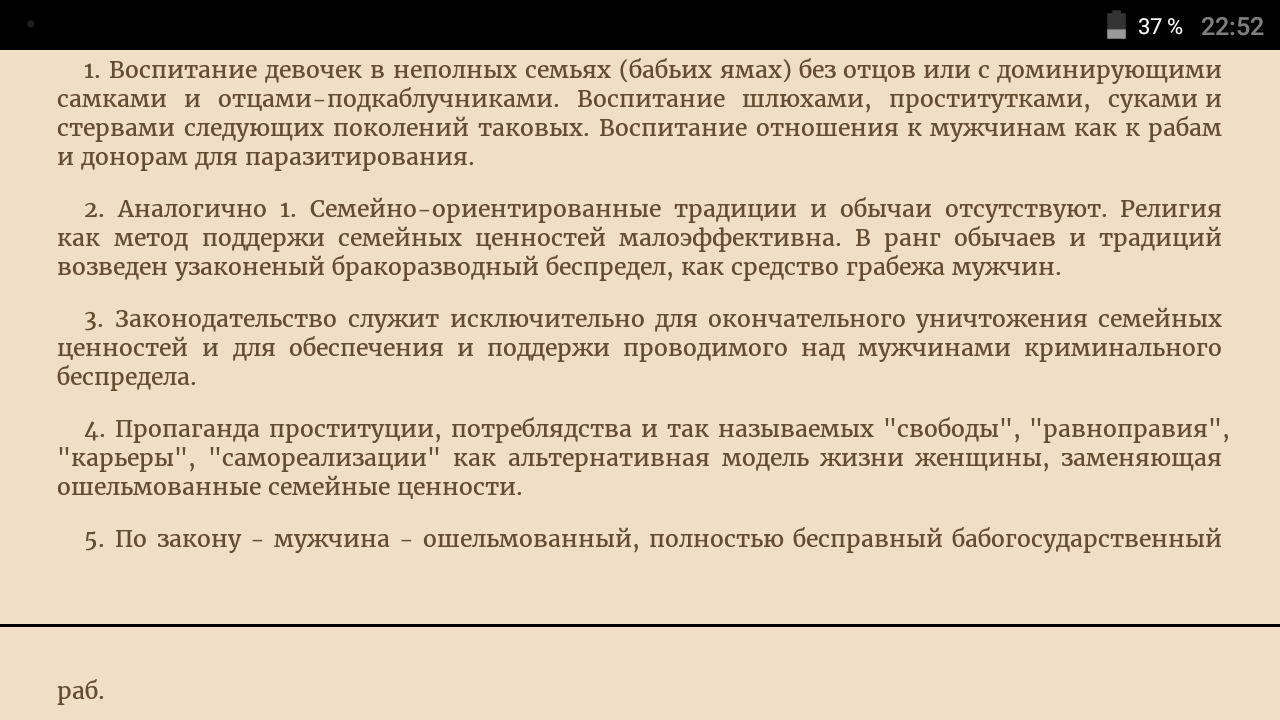 37 % 22:52
1. Воспитание девочек в неполных семьях (бабьих ямах) без отцов или с доминирующими
самками и отцами-подкаблучниками. Воспитание шлюхами, проститутками, суками и
стервами следующих поколений таковых. Воспитание отношения к мужчинам как к рабам
и донорам для паразитирования.
2. Аналогично 1. Семейно-ориентированные традиции и обычаи отсутствуют. Религия
как метод поддержи семейных ценностей малоэффективна. В ранг обычаев и традиций
возведен узаконеный бракоразводный беспредел, как средство грабежа мужчин.
3. Законодательство служит исключительно для окончательного уничтожения семейных
ценностей и для обеспечения и поддержи проводимого над мужчинами криминального
беспредела.
4. Пропаганда проституции, потреблядства и так называемых "свободы", "равноправия",
"карьеры", "самореализации" как альтернативная модель жизни женщины, заменяющая
ошельмованные семейные ценности.
5. По закону - мужчина - ошельмованный, полностью бесправный бабогосударственный
раб.